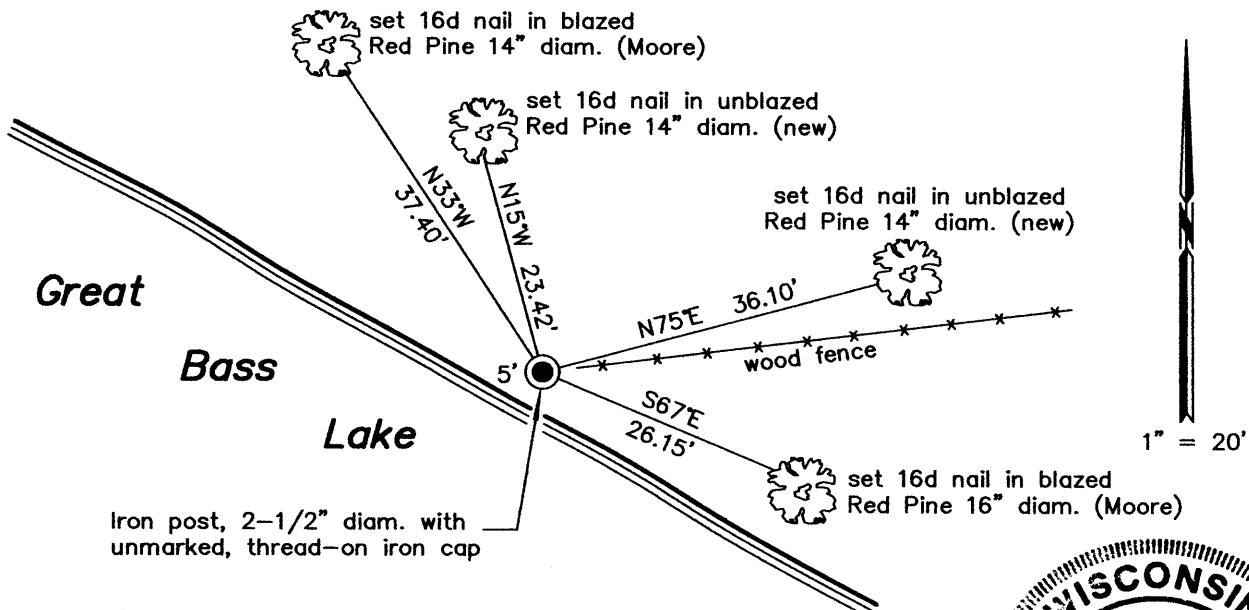 set 16d nail in blazed
Red Pine 14" diam. (Moore)
set 16d nail in unblazed
Red Pine 14" diam. (new)
N33°W
37.40'
N15°W 23.42'
set 16d nail in unblazed
Red Pine 14" diam. (new)
N75°E 36.10'
wood fence
N
Great
Bass
Lake
5'
S67°E
26.15'
1" = 20'
set 16d nail in blazed
Red Pine 16" diam. (Moore)
Iron post, 2-1/2" diam. with
unmarked, thread-on iron cap
WISCONSIN